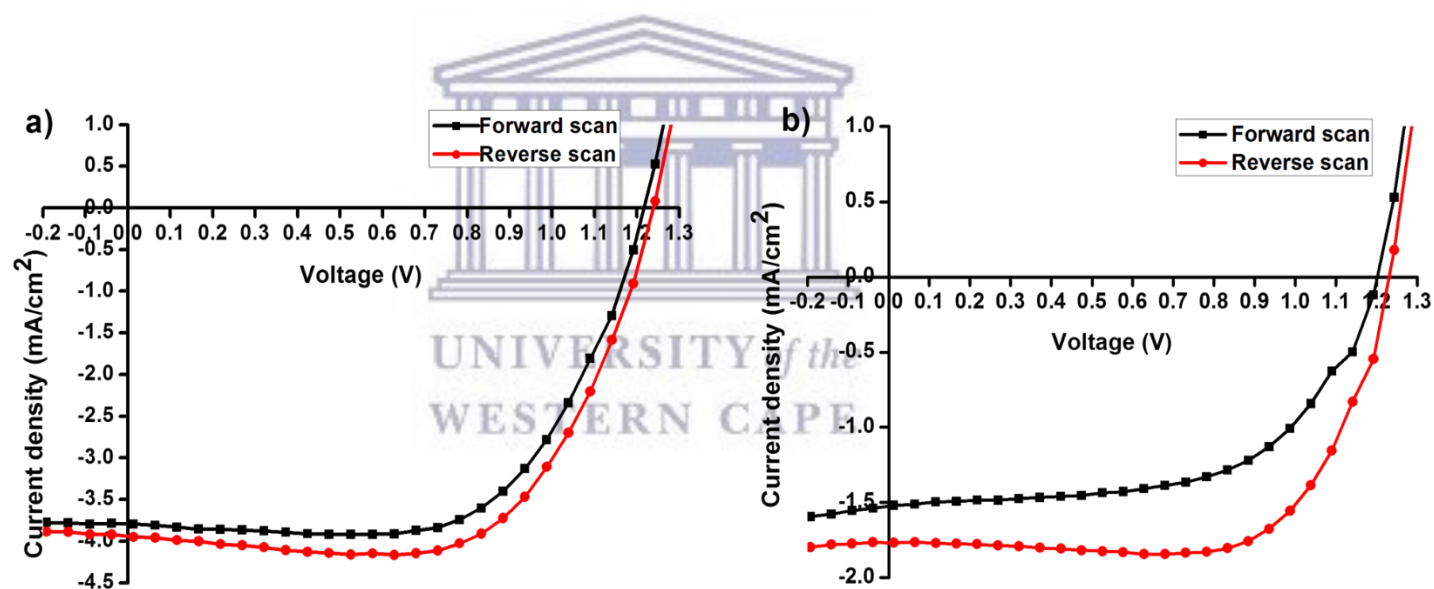 a)
Forward scan
Reverse scan
1.0
0.5
0.0
-0.5
-1.0
-1.5
-2.0
-2.5
-3.0
-3.5
-4.0
-4.5
-0.2 -0.1 0.0 0.1 0.2 0.3 0.4 0.5 0.6 0.7 0.8 0.9 1.0 1.1 1.2 1.3
Voltage (V)
Current density (mA/cm²)
b)
Forward scan
Reverse scan
1.0
0.5
0.0
-0.5
-1.0
-1.5
-2.0
-0.2 -0.1 0.0 0.1 0.2 0.3 0.4 0.5 0.6 0.7 0.8 0.9 1.0 1.1 1.2 1.3
Voltage (V)
Current density (mA/cm²)
UNIVERSITY of the
WESTERN CAPE